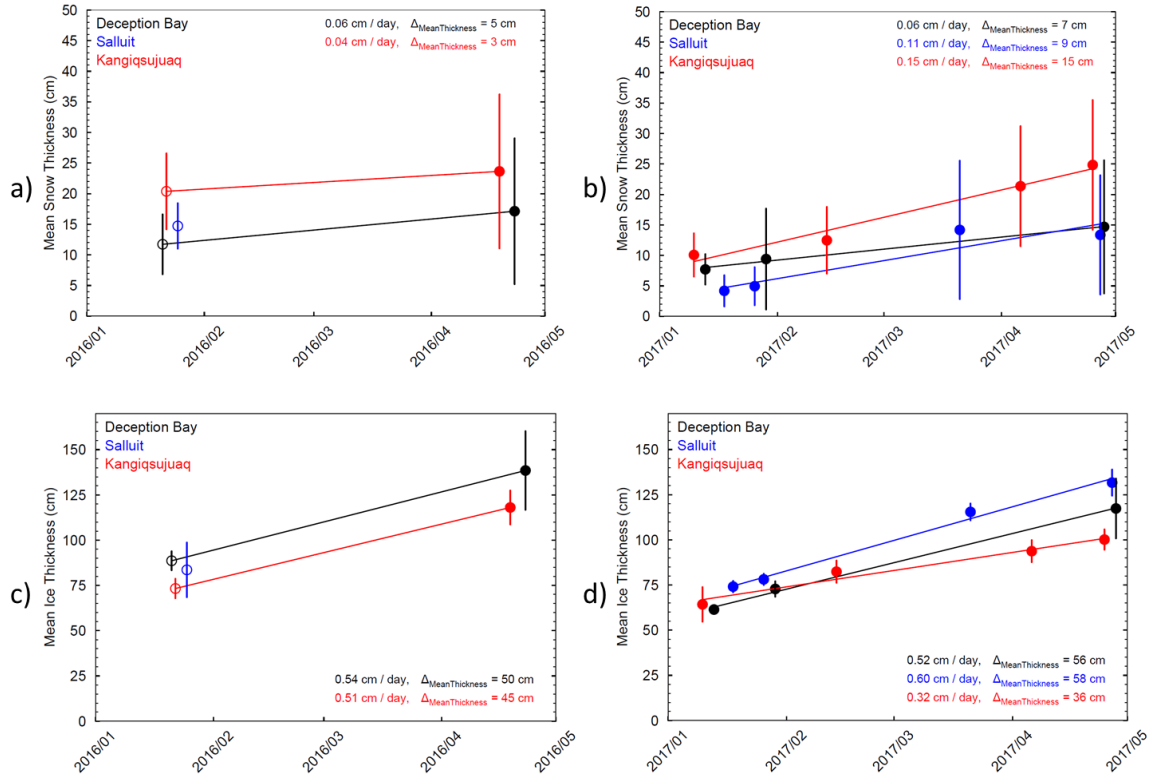 a)
Mean Snow Thickness (cm)
50
45
40
35
30
25
20
15
10
5
0
Deception Bay
Salluit
Kangiqsujuaq
0.06 cm / day, ΔMeanThickness = 5 cm
0.04 cm / day, ΔMeanThickness = 3 cm
2016/01
2016/02
2016/03
2016/04
2016/05
b)
Mean Snow Thickness (cm)
50
45
40
35
30
25
20
15
10
5
0
Deception Bay
Salluit
Kangiqsujuaq
0.06 cm / day, ΔMeanThickness = 7 cm
0.11 cm / day, ΔMeanThickness = 9 cm
0.15 cm / day, ΔMeanThickness = 15 cm
2017/01
2017/02
2017/03
2017/04
2017/05
c)
Mean Ice Thickness (cm)
150
125
100
75
50
25
0
Deception Bay
Salluit
Kangiqsujuaq
0.54 cm / day, ΔMeanThickness = 50 cm
0.51 cm / day, ΔMeanThickness = 45 cm
2016/01
2016/02
2016/03
2016/04
2016/05
d)
Mean Ice Thickness (cm)
150
125
100
75
50
25
0
Deception Bay
Salluit
Kangiqsujuaq
0.52 cm / day, ΔMeanThickness = 56 cm
0.60 cm / day, ΔMeanThickness = 58 cm
0.32 cm / day, ΔMeanThickness = 36 cm
2017/01
2017/02
2017/03
2017/04
2017/05